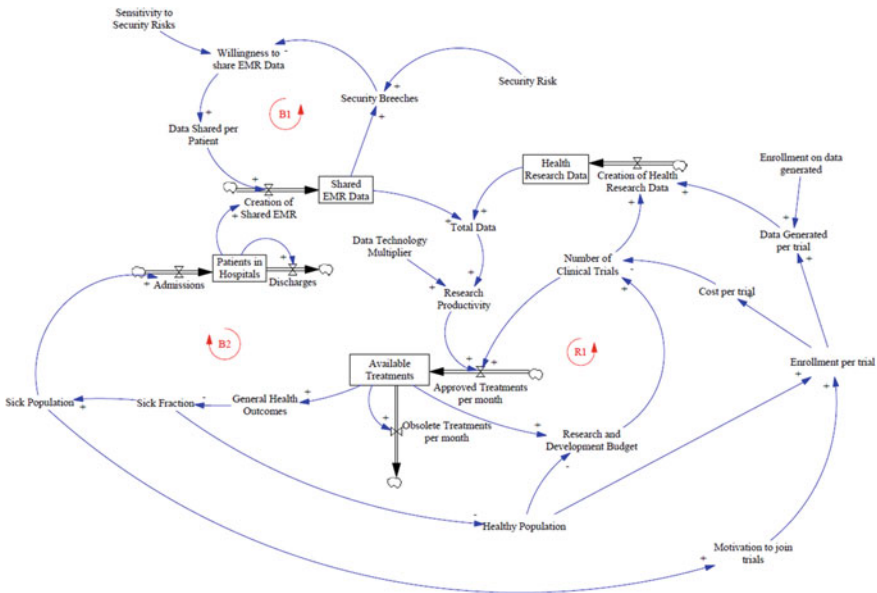 Sensitivity to
Security Risks
Willingness to
share EMR Data
Security Breeches
Security Risk
B1
Data Shared per
Patient
Health
Research Data
Creation of Health
Research Data
Enrollment on data
generated
Shared
EMR Data
Creation of
Shared EMR
Total Data
Data Generated
per trial
Data Technology
Multiplier
Number of
Clinical Trials
Patients in
Hospitals
Admissions
Discharges
Cost per trial
Research
Productivity
B2
R1
Available
Treatments
Approved Treatments
per month
Enrollment per trial
Sick Population
Sick Fraction
General Health
Outcomes
Obsolete Treatments
per month
Research and
Development Budget
Healthy Population
Motivation to join
trials